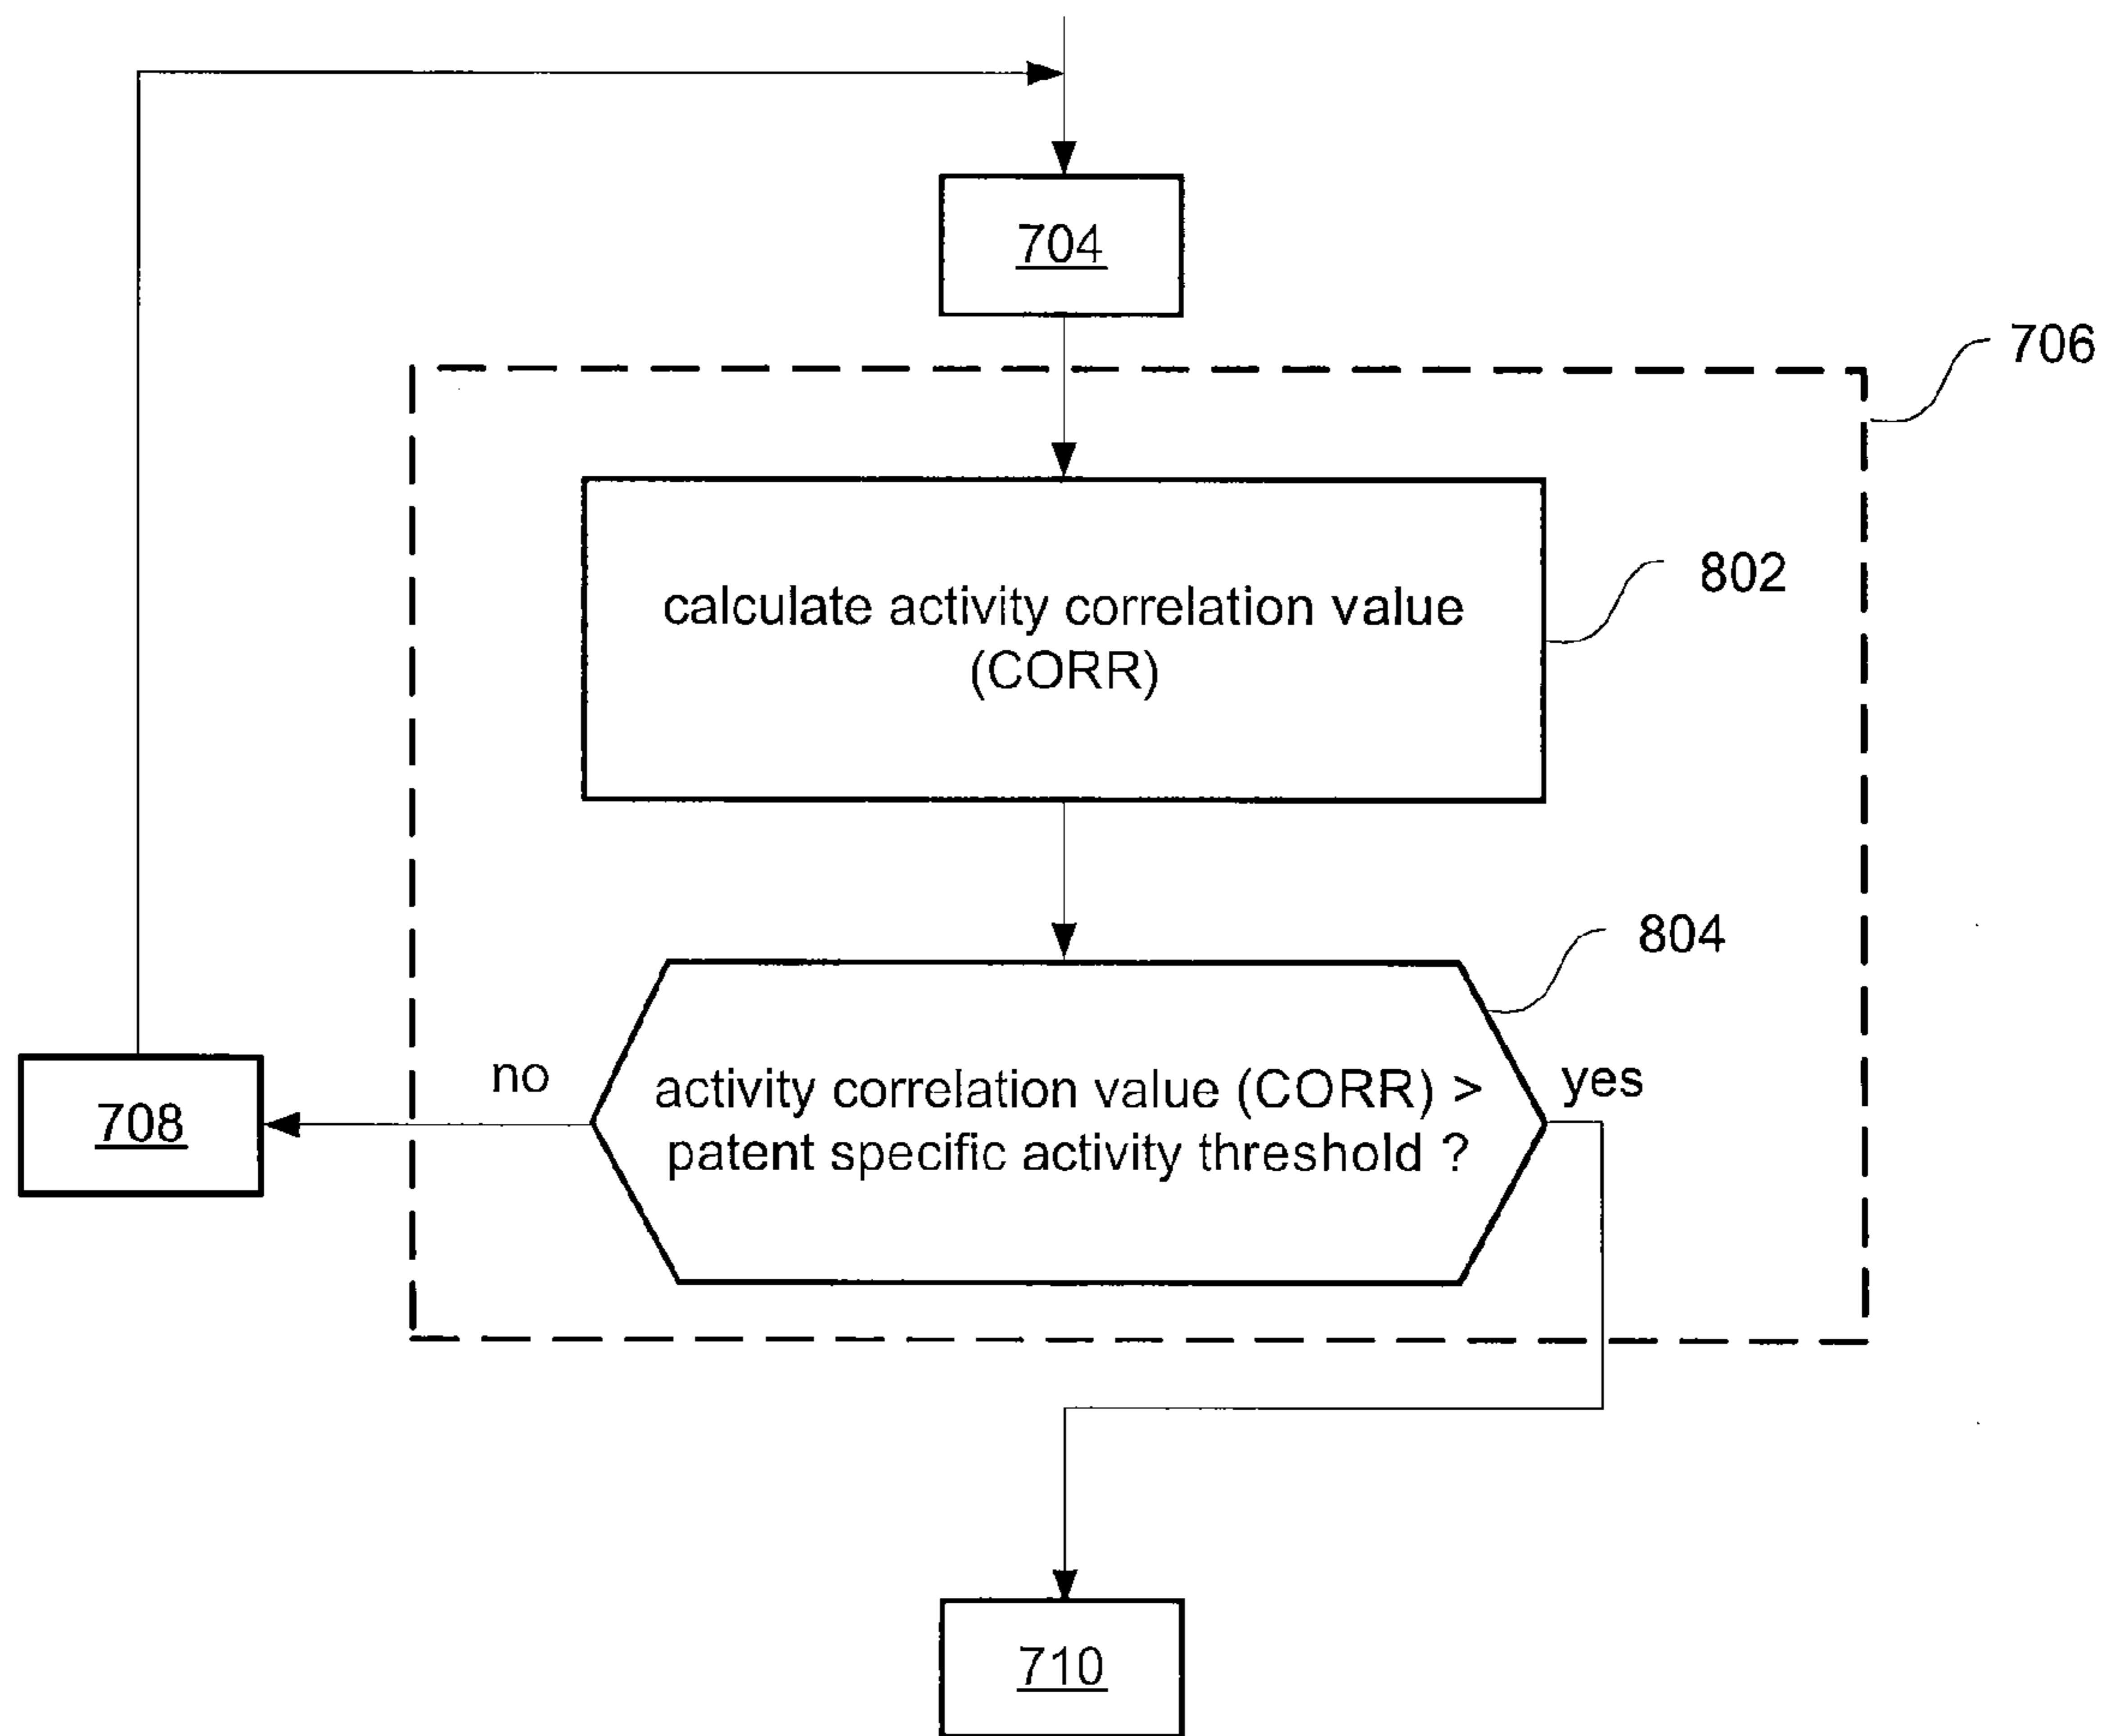 704
706
calculate activity correlation value
(CORR)
802
804
no
activity correlation value (CORR) >
patent specific activity threshold ?
yes
708
710